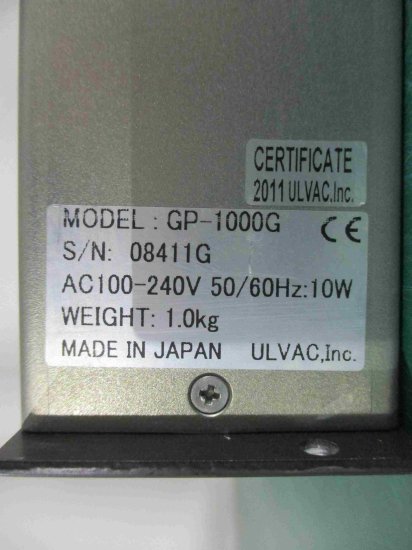 CERTIFICATE
2011 ULVAC,Inc.
MODEL : GP-1000G CE
S/N: 08411G
AC100-240V 50/60Hz:10W
WEIGHT: 1.0kg
MADE IN JAPAN ULVAC,Inc.